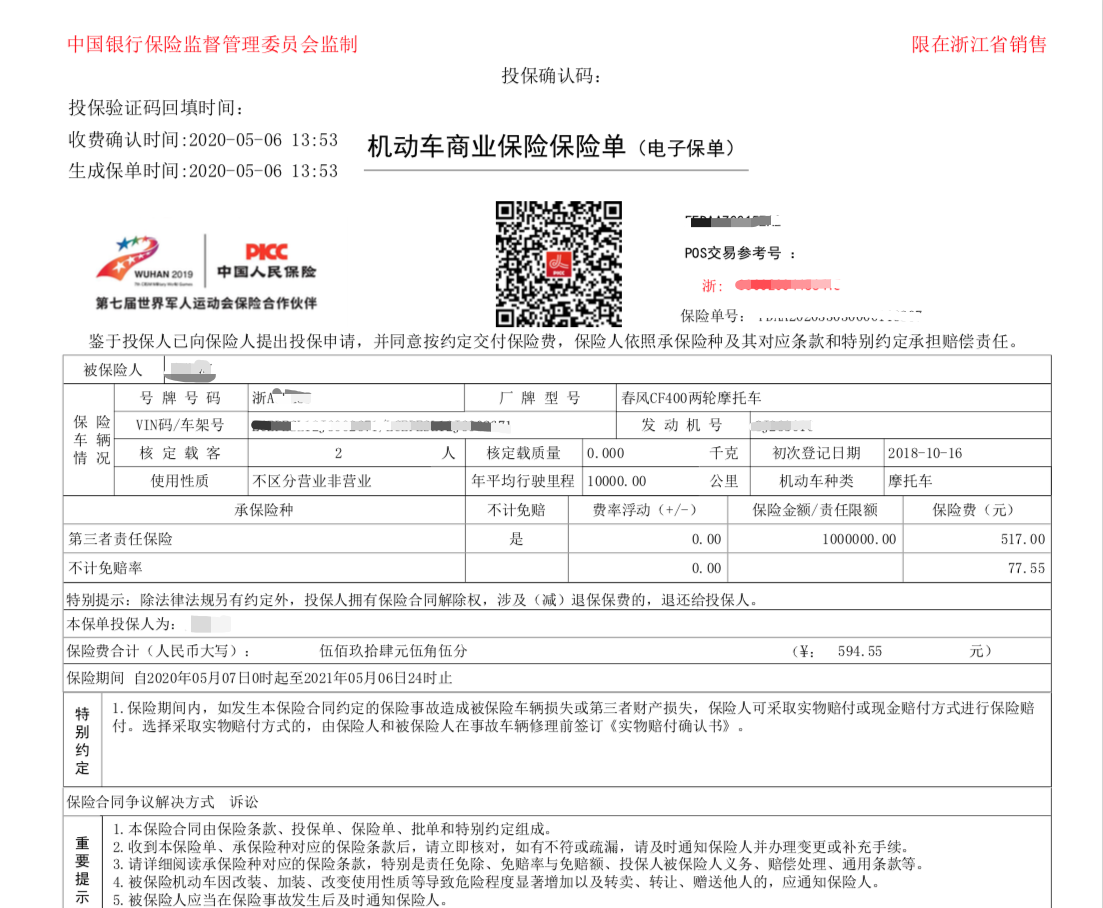 中国银行保险监督管理委员会监制
限在浙江省销售
投保确认码：
投保验证码回填时间：
收费确认时间:2020-05-06 13:53
机动车商业保险保险单（电子保单）
生成保单时间:2020-05-06 13:53
WUHAN 2019
PICC
中国人民保险
第七届世界军人运动会保险合作伙伴
POS交易参考号 ：
浙：
保险单号：
鉴于投保人已向保险人提出投保申请，并同意按约定交付保险费，保险人依照承保险种及其对应条款和特别约定承担赔偿责任。
被保险人
保险车辆情况
号牌号码 浙A 厂牌型号 春风CF400两轮摩托车
VIN码/车架号 发动机号
核定载客 2 人 核定载质量 0.000 千克 初次登记日期 2018-10-16
使用性质 不区分营业非营业 年平均行驶里程 10000.00 公里 机动车种类 摩托车
承保险种 不计免赔 费率浮动（+/-） 保险金额/责任限额 保险费（元）
第三者责任保险 是 0.00 1000000.00 517.00
不计免赔率 0.00 77.55
特别提示：除法律法规另有约定外，投保人拥有保险合同解除权，涉及（减）退保保费的，退还给投保人。
本保单投保人为：
保险费合计（人民币大写）： 伍佰玖拾肆元伍角伍分 （¥： 594.55 元）
保险期间 自2020年05月07日0时起至2021年05月06日24时止
特别约定
1.保险期间内，如发生本保险合同约定的保险事故造成被保险车辆损失或第三者财产损失，保险人可采取实物赔付或现金赔付方式进行保险赔
付。选择采取实物赔付方式的，由保险人和被保险人在事故车辆修理前签订《实物赔付确认书》。
保险合同争议解决方式 诉讼
重要提示
1.本保险合同由保险条款、投保单、保险单、批单和特别约定组成。
2.收到本保险单、承保险种对应的保险条款后，请立即核对，如有不符或疏漏，请及时通知保险人并办理变更或补充手续。
3.请详细阅读承保险种对应的保险条款，特别是责任免除、免赔率与免赔额、投保人被保险人义务、赔偿处理、通用条款等。
4.被保险机动车因改装、加装、改变使用性质等导致危险程度显著增加以及转卖、转让、赠送他人的，应通知保险人。
5.被保险人应当在保险事故发生后及时通知保险人。